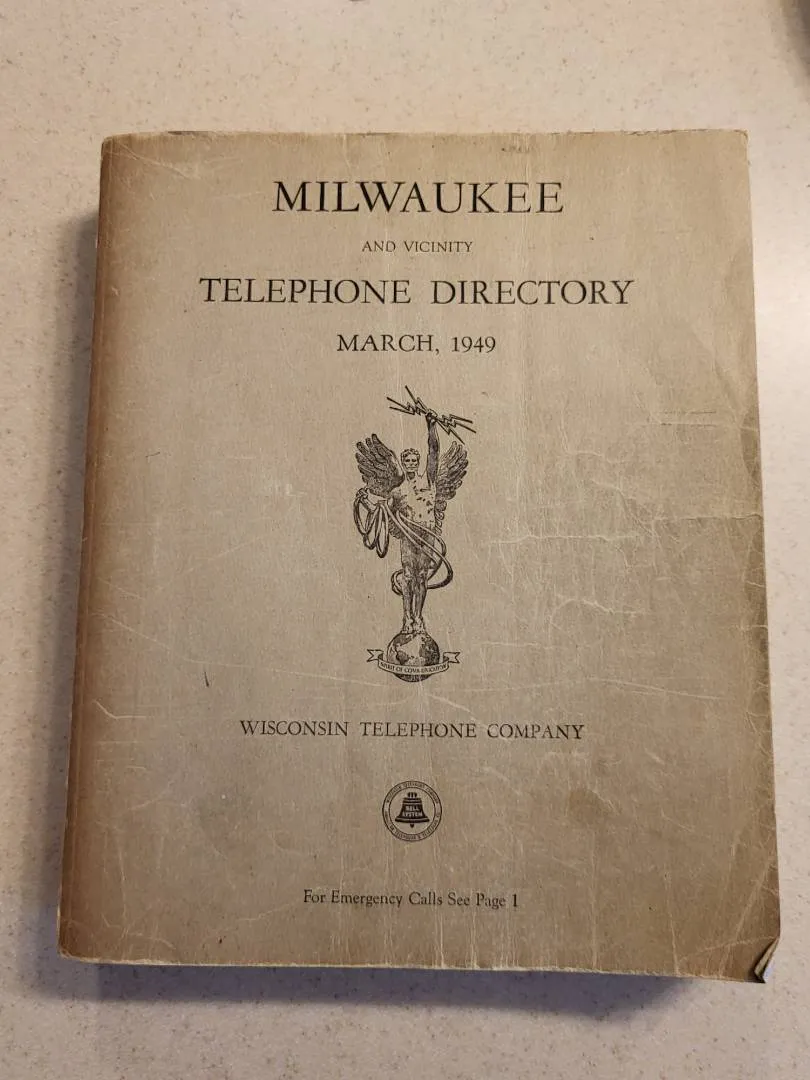 MILWAUKEE
AND VICINITY
TELEPHONE DIRECTORY
MARCH, 1949
SPIRIT OF COMMUNICATION
WISCONSIN TELEPHONE COMPANY
BELL
SYSTEM
For Emergency Calls See Page 1